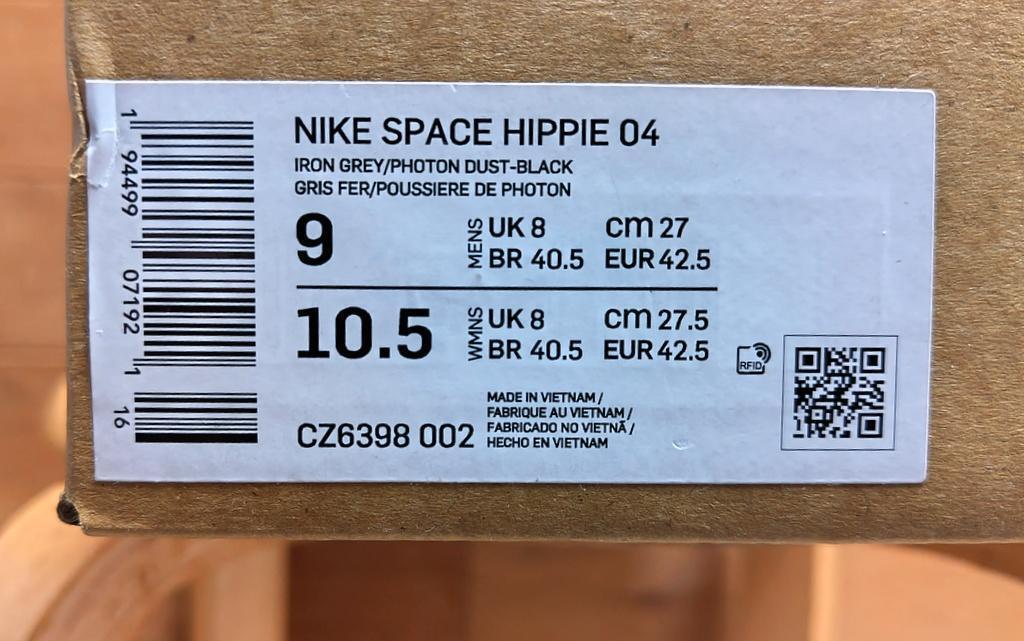 NIKE SPACE HIPPIE 04
IRON GREY/PHOTON DUST-BLACK
GRIS FER/POUSSIERE DE PHOTON
9 MENS UK 8 CM 27
BR 40.5 EUR 42.5
10.5 WMNS UK 8 CM 27.5
BR 40.5 EUR 42.5
RFID
CZ6398 002
MADE IN VIETNAM /
FABRIQUE AU VIETNAM /
FABRICADO NO VIETNÃ /
HECHO EN VIETNAM
1 94499 07192 1
16